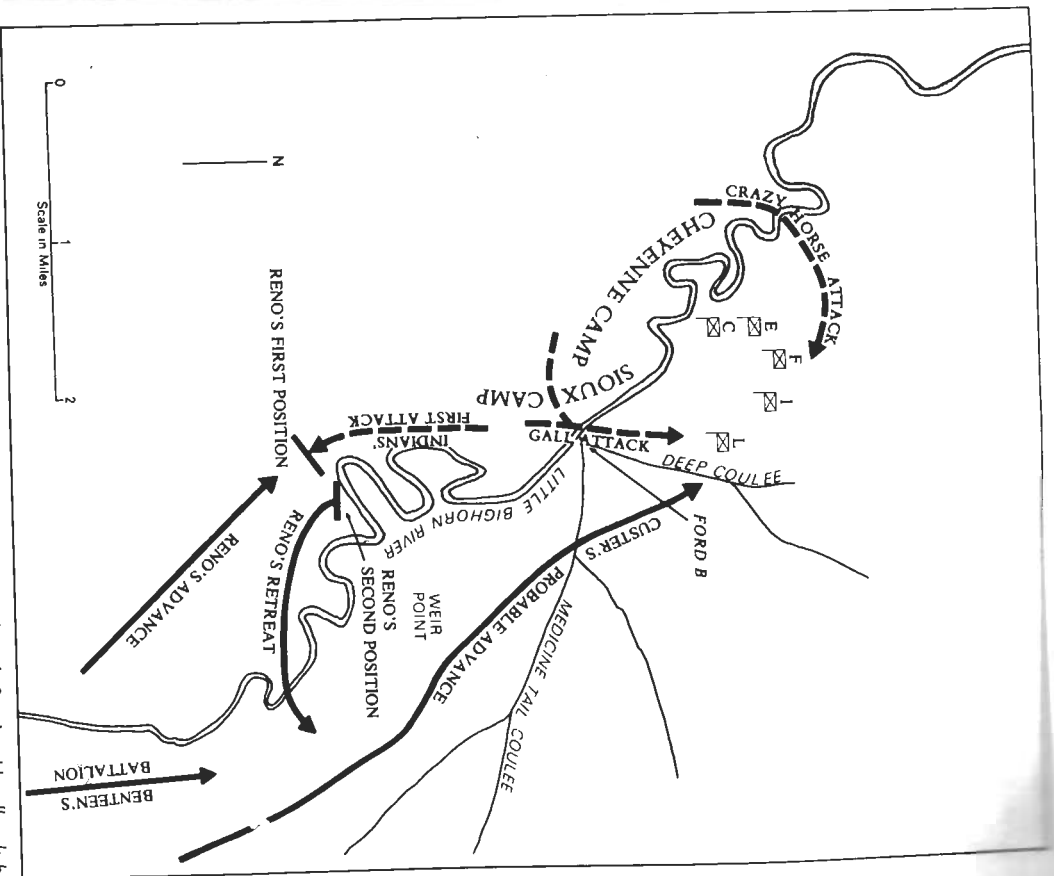 0
1
2
Scale in Miles
N
CRAZY HORSE ATTACK
CHEYENNE CAMP
SIOUX CAMP
E
C
F
I
L
GALL ATTACK
DEEP COULEE
FORD B
INDIANS'
FIRST ATTACK
RENO'S FIRST POSITION
LITTLE BIGHORN RIVER
RENO'S
SECOND POSITION
WEIR
POINT
RENO'S ADVANCE
RENO'S RETREAT
CUSTER'S PROBABLE ADVANCE
MEDICINE TAIL COULEE
BENTEEN'S
BATTALION